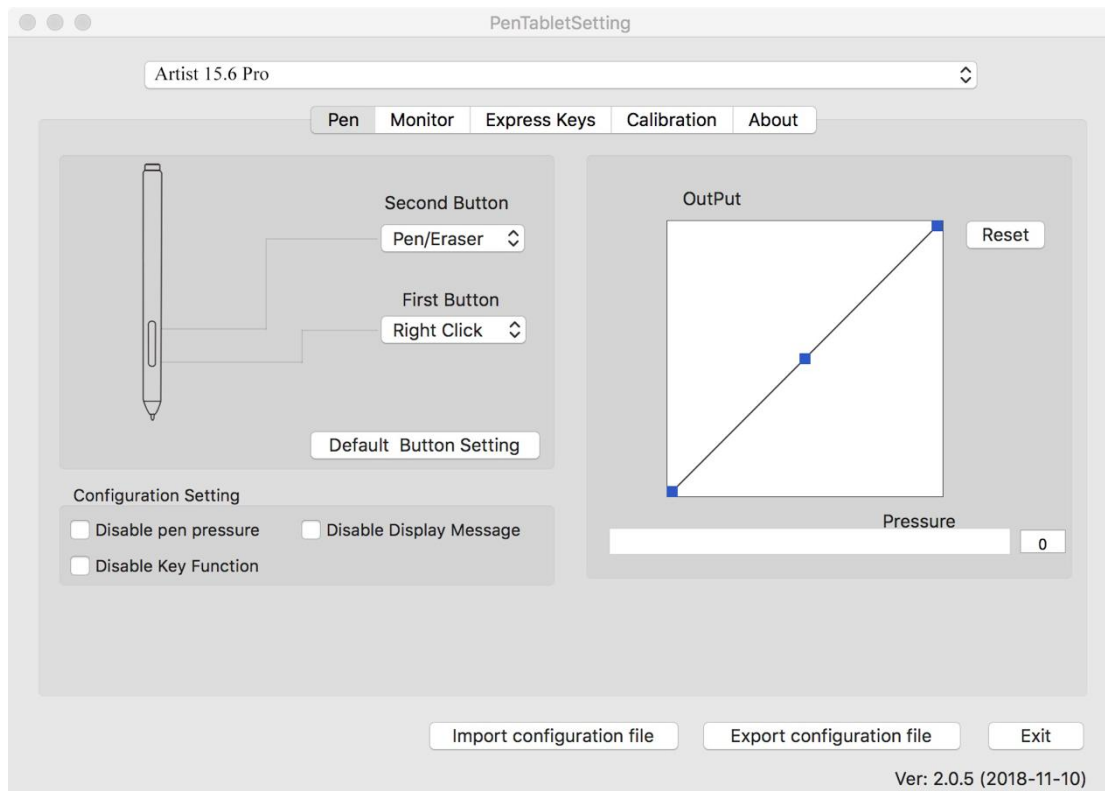 PenTabletSetting
Artist 15.6 Pro
Pen Monitor Express Keys Calibration About
Second Button
Pen/Eraser
First Button
Right Click
Default Button Setting
OutPut
Reset
Pressure
0
Configuration Setting
Disable pen pressure Disable Display Message
Disable Key Function
Import configuration file Export configuration file Exit
Ver: 2.0.5 (2018-11-10)